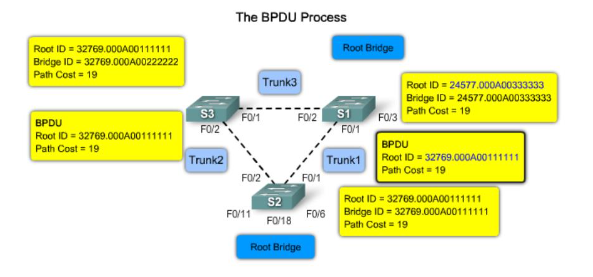 The BPDU Process
Root Bridge
Root ID = 32769.000A00111111
Bridge ID = 32769.000A00222222
Path Cost = 19
Trunk3
Root ID = 24577.000A00333333
Bridge ID = 24577.000A00333333
Path Cost = 19
S3
S1
F0/1
F0/2
F0/3
F0/2
F0/1
BPDU
Root ID = 32769.000A00111111
Path Cost = 19
BPDU
Root ID = 32769.000A00111111
Path Cost = 19
Trunk2
Trunk1
F0/2
F0/1
S2
F0/11
F0/18
F0/6
Root ID = 32769.000A00111111
Bridge ID = 32769.000A00111111
Path Cost = 19
Root Bridge